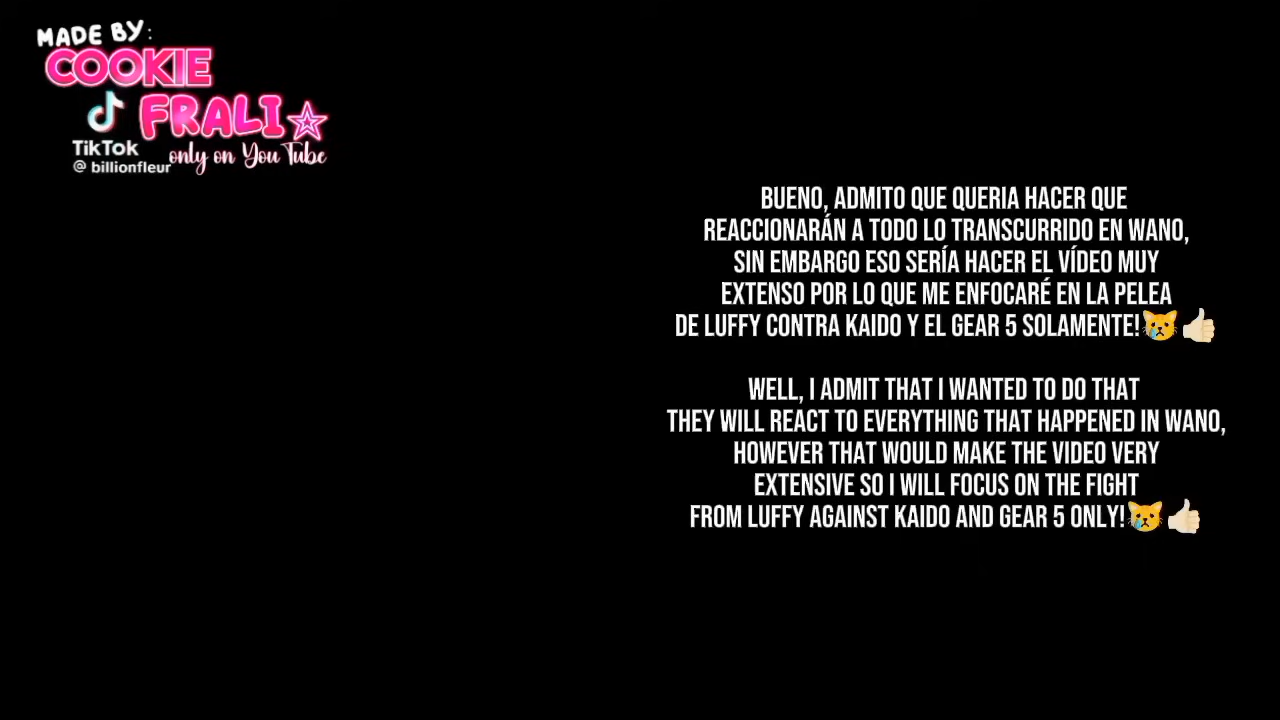 MADE BY:
COOKIE
FRALI
TikTok
only on You Tube
@ billionfleur
BUENO, ADMITO QUE QUERIA HACER QUE
REACCIONARÁN A TODO LO TRANSCURRIDO EN WANO,
SIN EMBARGO ESO SERÍA HACER EL VÍDEO MUY
EXTENSO POR LO QUE ME ENFOCARÉ EN LA PELEA
DE LUFFY CONTRA KAIDO Y EL GEAR 5 SOLAMENTE!😿👍🏻
WELL, I ADMIT THAT I WANTED TO DO THAT
THEY WILL REACT TO EVERYTHING THAT HAPPENED IN WANO,
HOWEVER THAT WOULD MAKE THE VIDEO VERY
EXTENSIVE SO I WILL FOCUS ON THE FIGHT
FROM LUFFY AGAINST KAIDO AND GEAR 5 ONLY!😿👍🏻